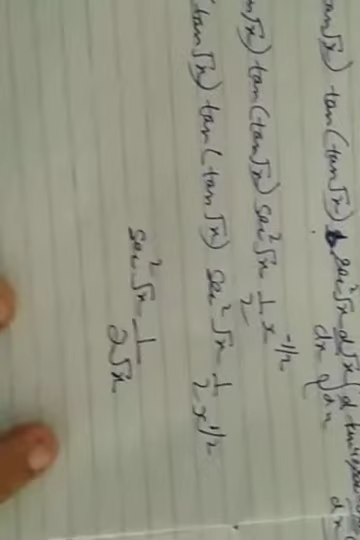 tan√x) tan(tan√x) sec²√x d/dx √x
tan√x) tan(tan√x) sec²√x 1/2 x^-1/2
(tan√x) tan(tan√x) sec²√x 1/2 x^1/2
sec²√x 1/2√x